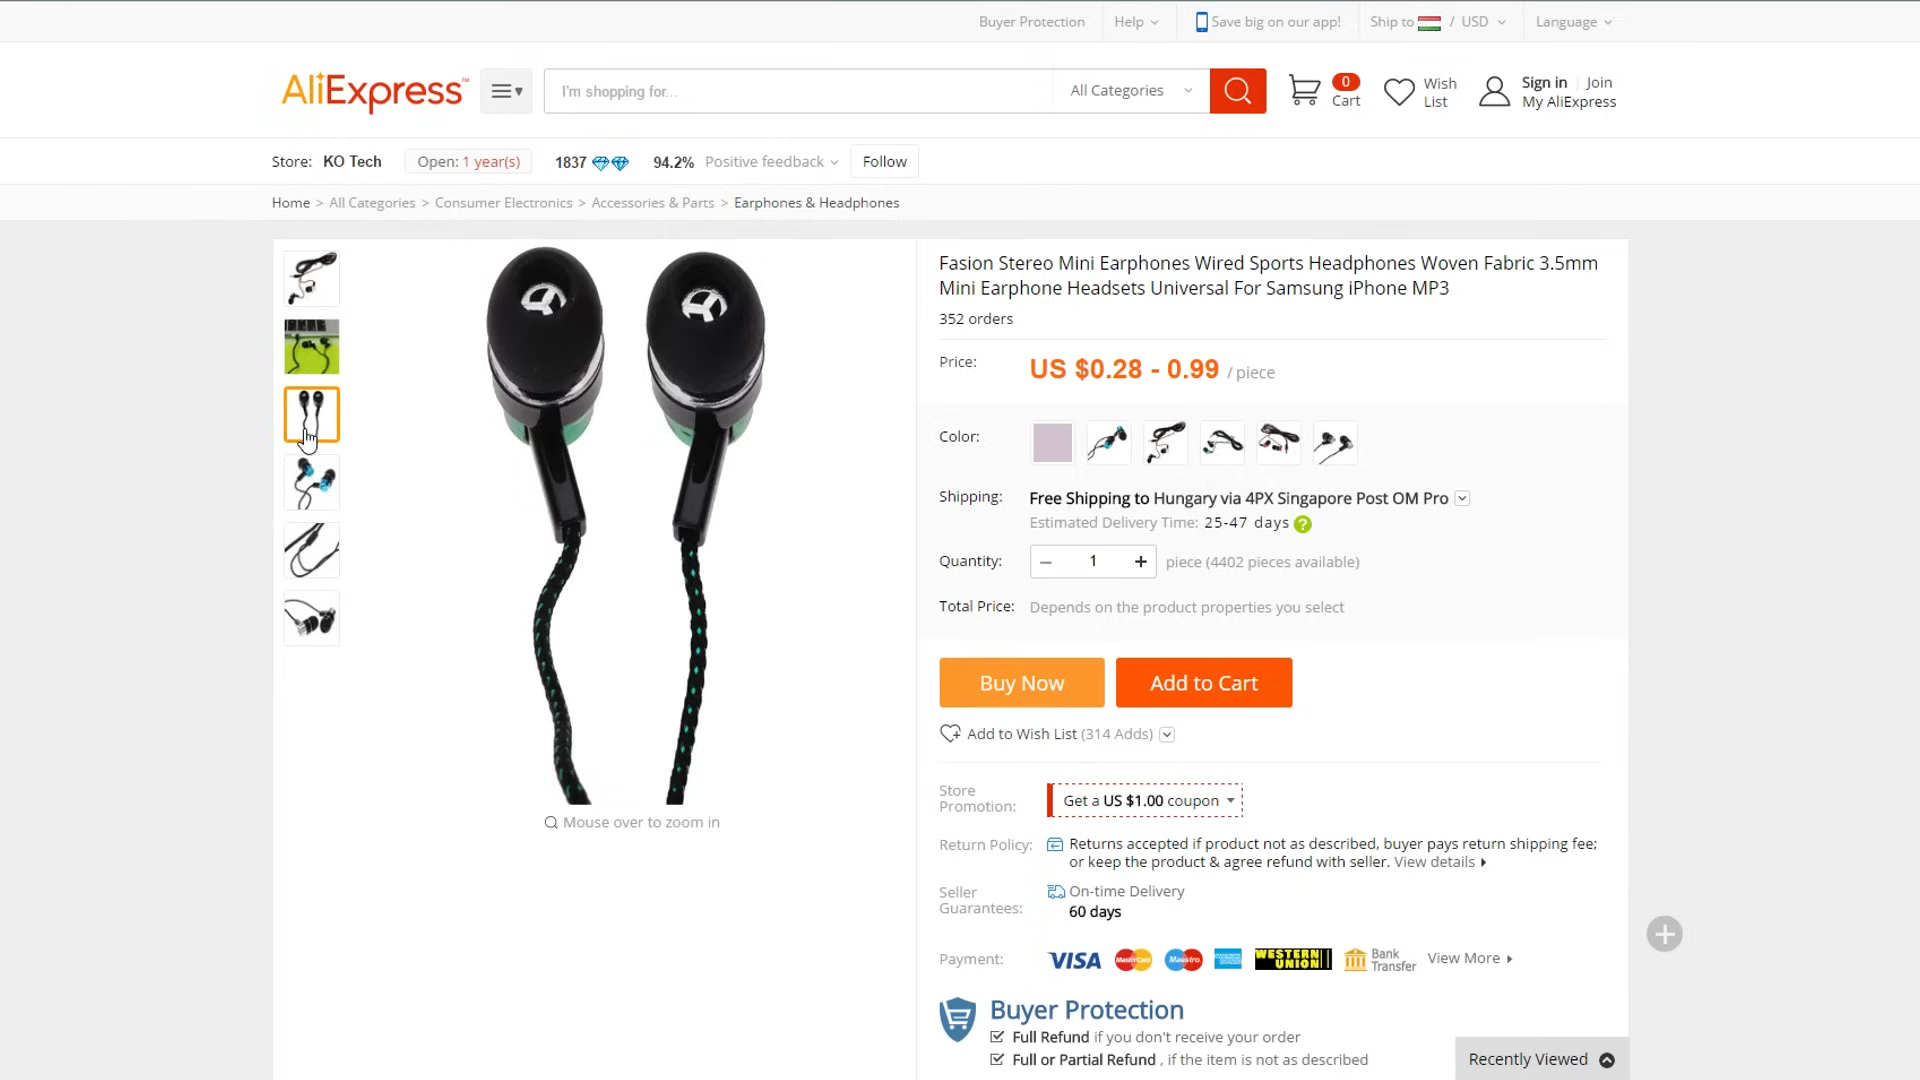 Buyer Protection
Help
Save big on our app!
Ship to / USD
Language
AliExpress™
I'm shopping for...
All Categories
0
Cart
Wish
List
Sign in | Join
My AliExpress
Store: KO Tech
Open: 1 year(s)
1837
94.2% Positive feedback
Follow
Home > All Categories > Consumer Electronics > Accessories & Parts > Earphones & Headphones
Fasion Stereo Mini Earphones Wired Sports Headphones Woven Fabric 3.5mm
Mini Earphone Headsets Universal For Samsung iPhone MP3
352 orders
Price: US $0.28 - 0.99 / piece
Color:
Shipping: Free Shipping to Hungary via 4PX Singapore Post OM Pro
Estimated Delivery Time: 25-47 days ?
Quantity: − 1 + piece (4402 pieces available)
Total Price: Depends on the product properties you select
Buy Now
Add to Cart
Add to Wish List (314 Adds)
Mouse over to zoom in
Store
Promotion:
Get a US $1.00 coupon
Return Policy: Returns accepted if product not as described, buyer pays return shipping fee;
or keep the product & agree refund with seller. View details
Seller
Guarantees:
On-time Delivery
60 days
Payment: VISA MasterCard Maestro WESTERN UNION Bank Transfer View More
Buyer Protection
Full Refund if you don't receive your order
Full or Partial Refund , if the item is not as described
Recently Viewed